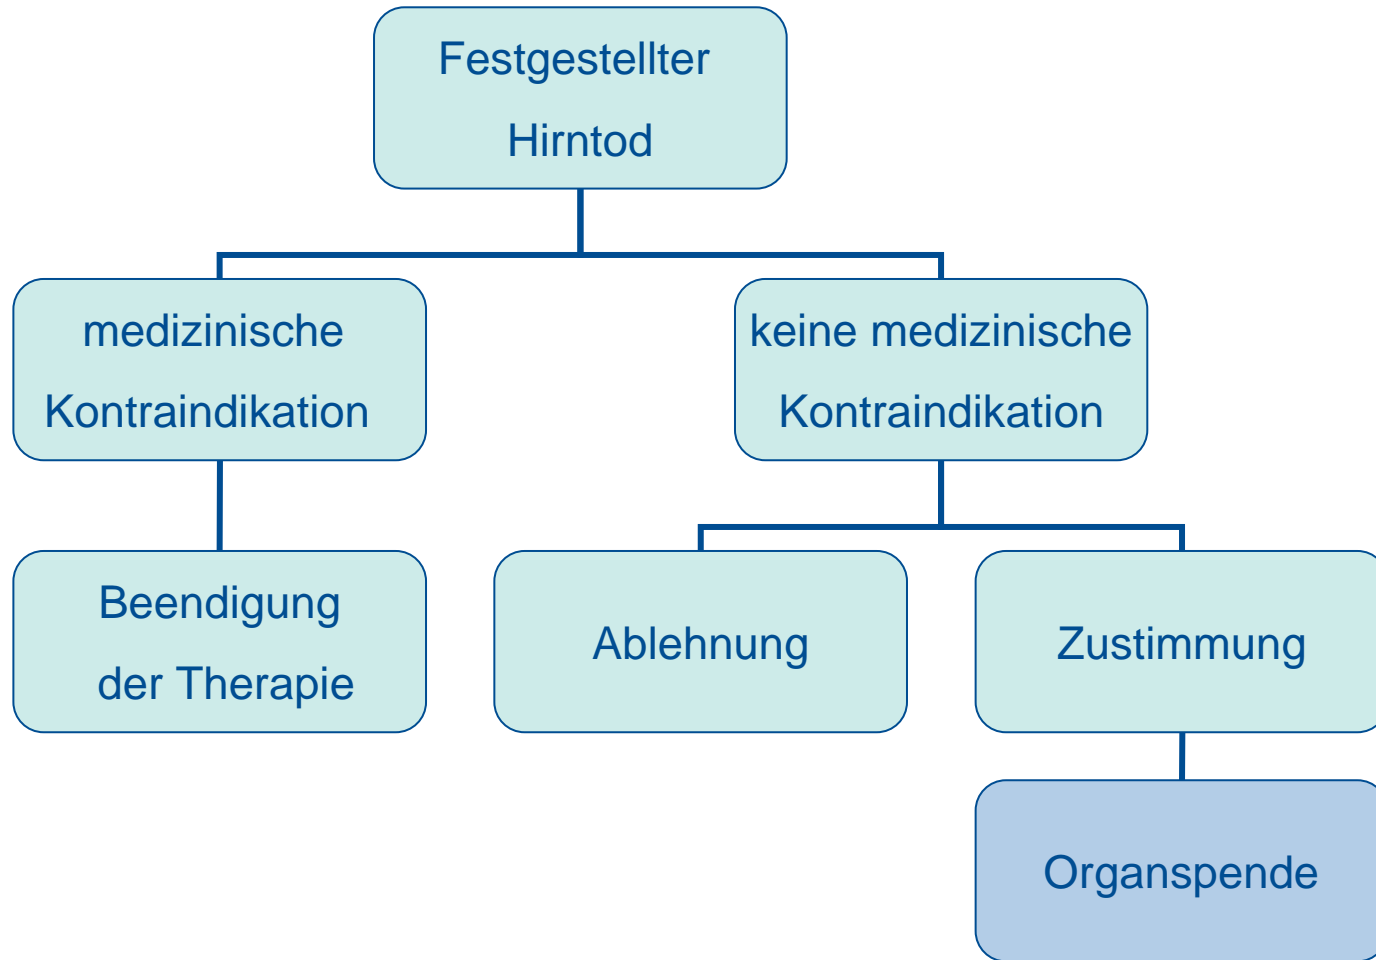 Festgestellter
Hirntod
medizinische
Kontraindikation
keine medizinische
Kontraindikation
Beendigung
der Therapie
Ablehnung
Zustimmung
Organspende